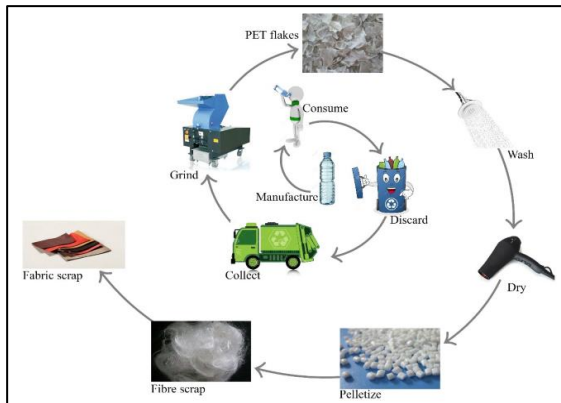 PET flakes
Consume
Wash
Grind
Manufacture
Discard
Collect
Fabric scrap
Dry
Fibre scrap
Pelletize